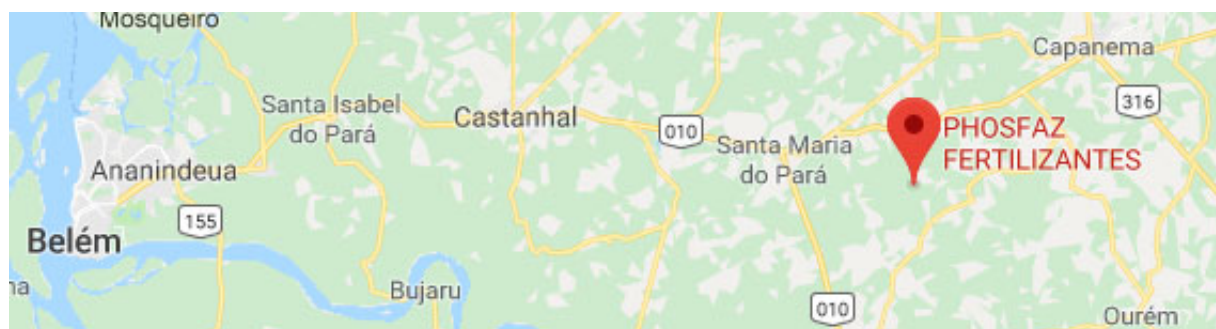 Mosqueiro
Capanema
316
Santa Isabel
do Pará
Castanhal
010
PHOSFAZ
FERTILIZANTES
Santa Maria
do Pará
Ananindeua
155
Belém
na
Bujaru
010
Ourém